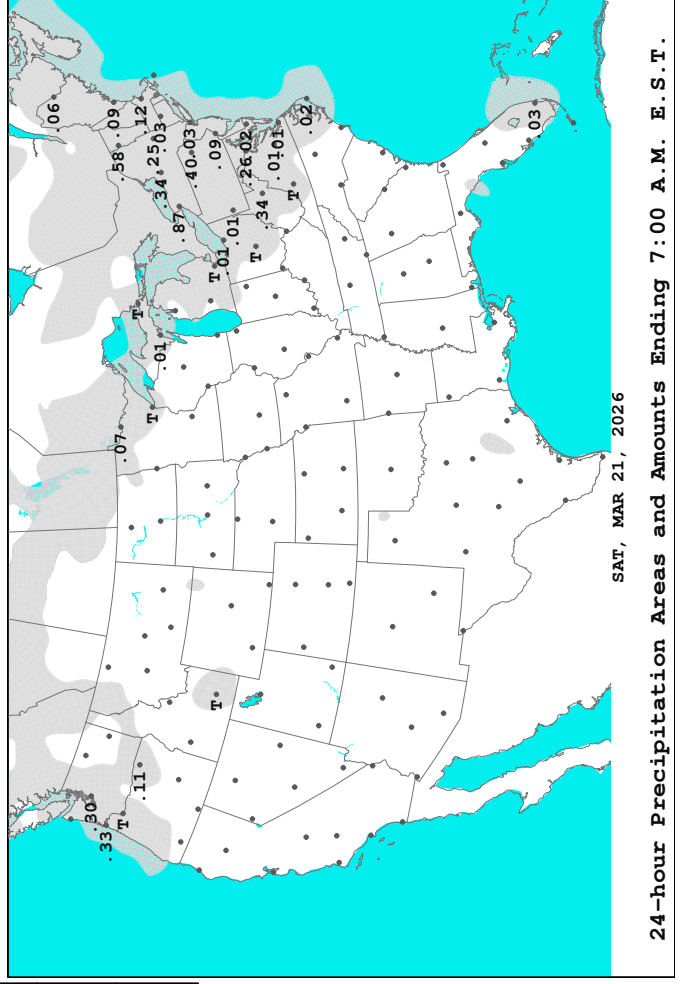 .06
.30
.33
.09
.58
.07
T
T
.11
.12
T
.25
.03
T
.01
.34
.87
.03
.40
.09
T
T
.01
.01
.26
.02
T
.34
.01
.01
T
.02
.03
SAT, MAR 21, 2026
24-hour Precipitation Areas and Amounts Ending 7:00 A.M. E.S.T.